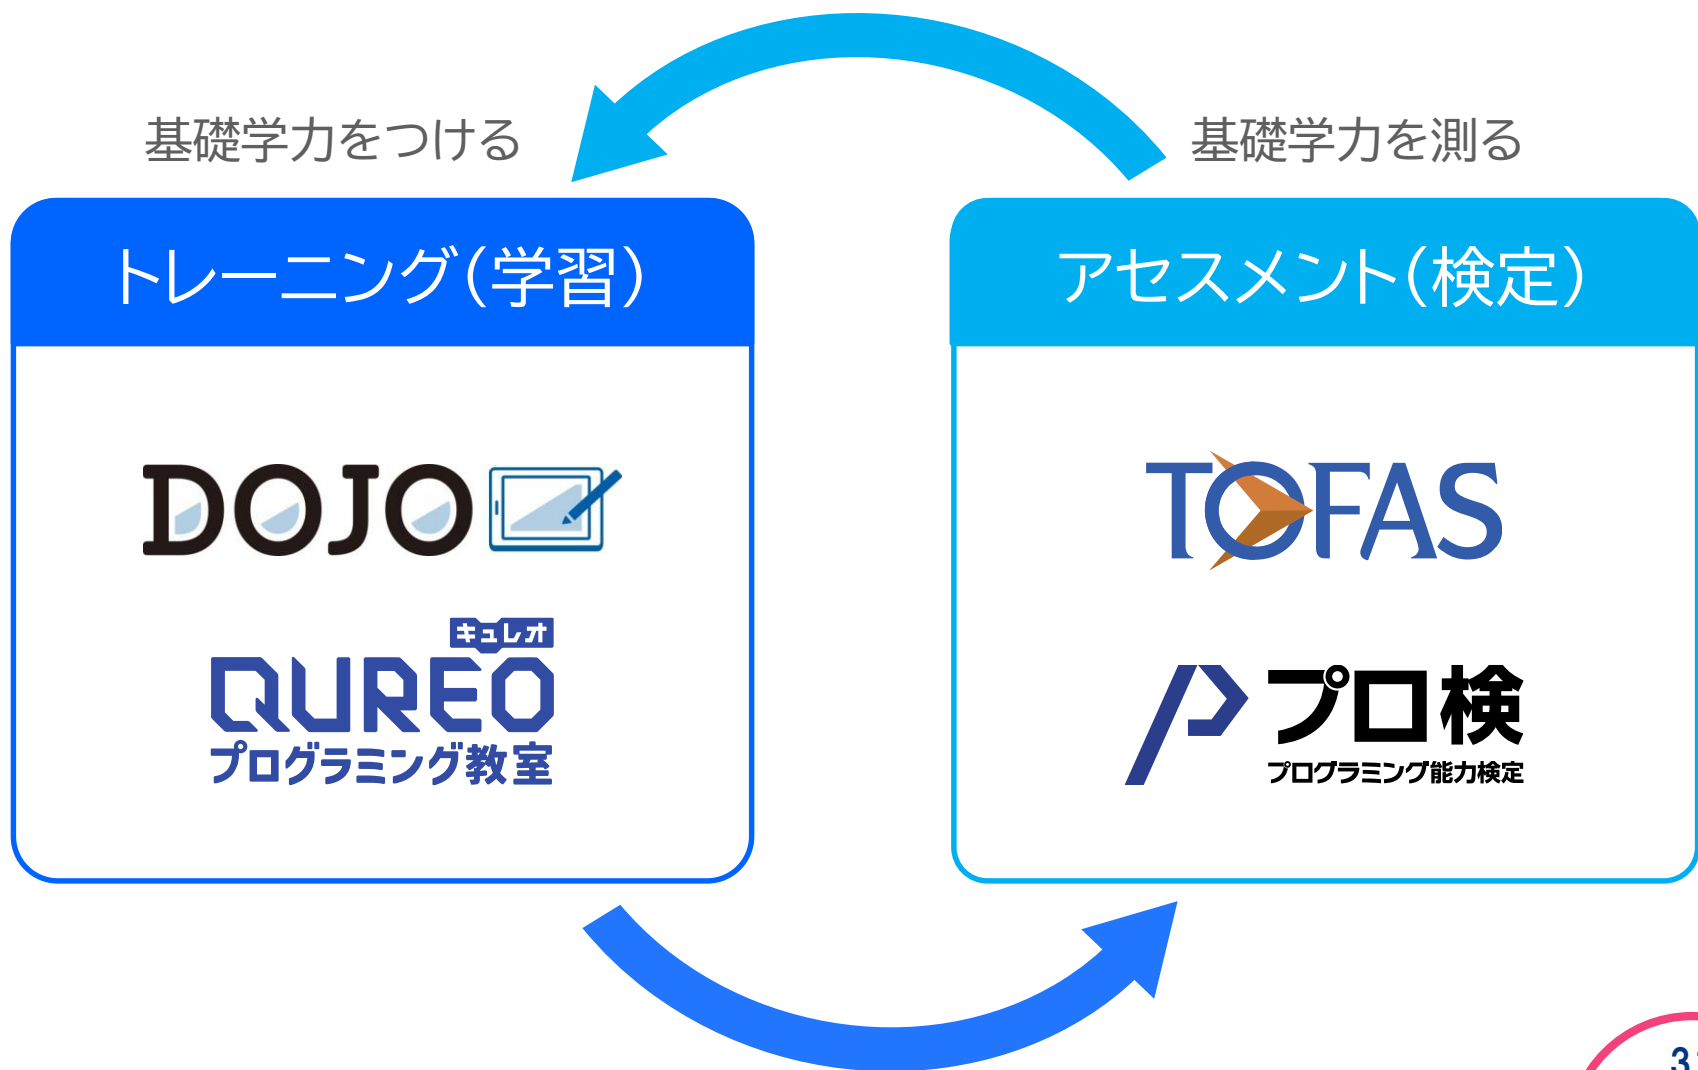 基礎学力をつける
基礎学力を測る
トレーニング(学習)
アセスメント(検定)
DOJO
キュレオ
QUREO
プログラミング教室
TOFAS
プロ検
プログラミング能力検定